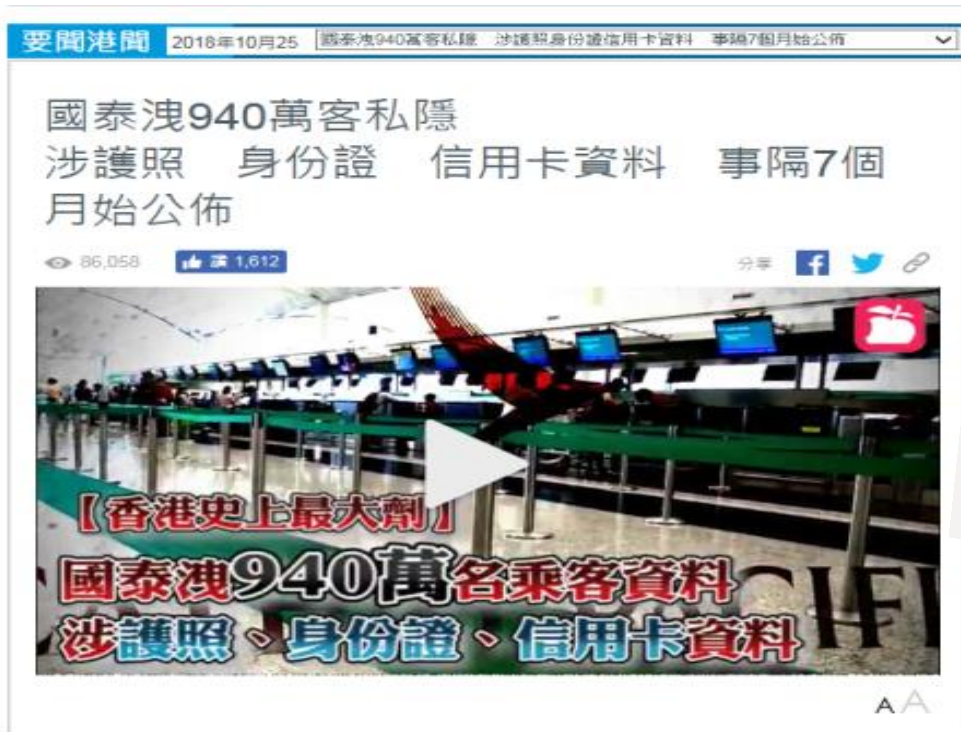 要聞港聞 2018年10月25 國泰洩940萬客私隱 涉護照身份證信用卡資料 事隔7個月始公佈
國泰洩940萬客私隱
涉護照 身份證 信用卡資料 事隔7個
月始公佈
86,058 讚 1,612 分享
【香港史上最大劑】
國泰洩940萬名乘客資料
涉護照、身份證、信用卡資料
A A